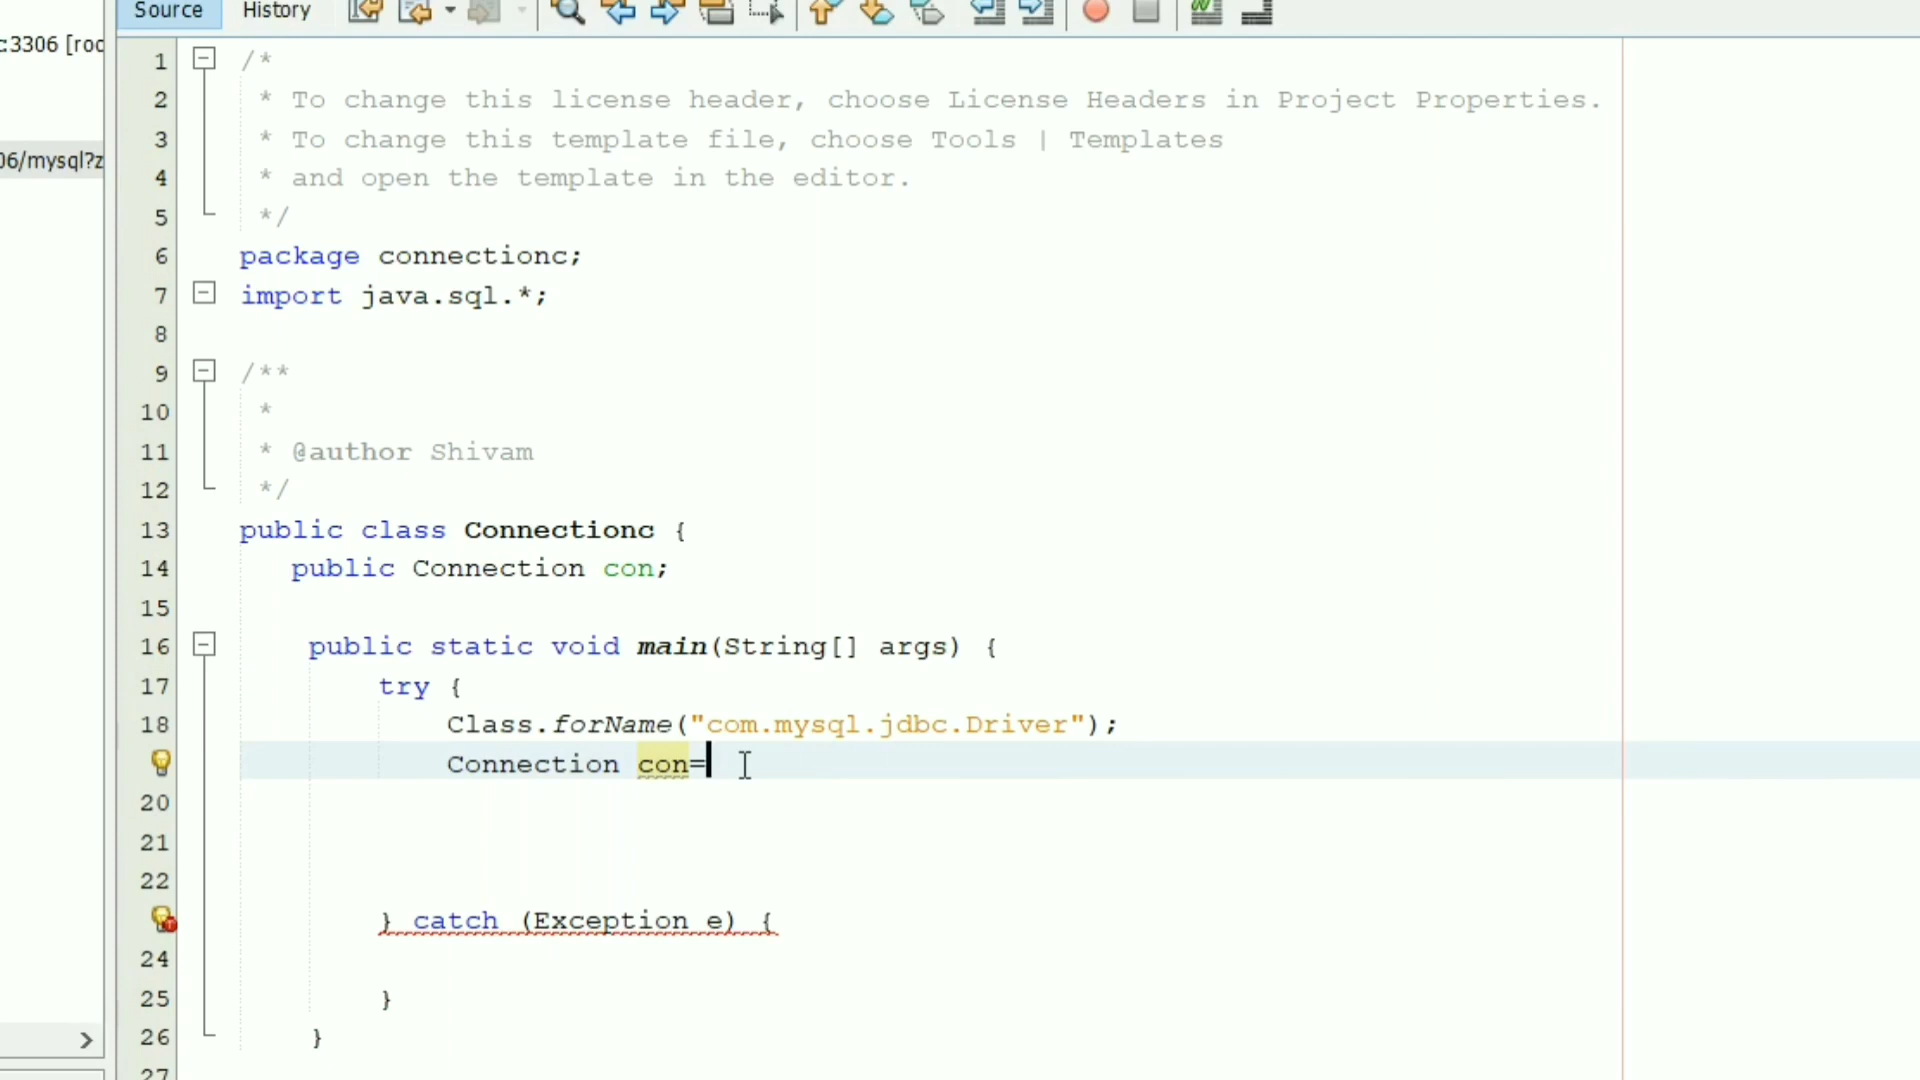 Source History
:3306 [roo
06/mysql?z
1 /*
2 * To change this license header, choose License Headers in Project Properties.
3 * To change this template file, choose Tools | Templates
4 * and open the template in the editor.
5 */
6 package connectionc;
7 import java.sql.*;
8
9 /**
10 *
11 * @author Shivam
12 */
13 public class Connectionc {
14 public Connection con;
15
16 public static void main(String[] args) {
17 try {
18 Class.forName("com.mysql.jdbc.Driver");
Connection con=
20
21
22
} catch (Exception e) {
24
25 }
26 }
27